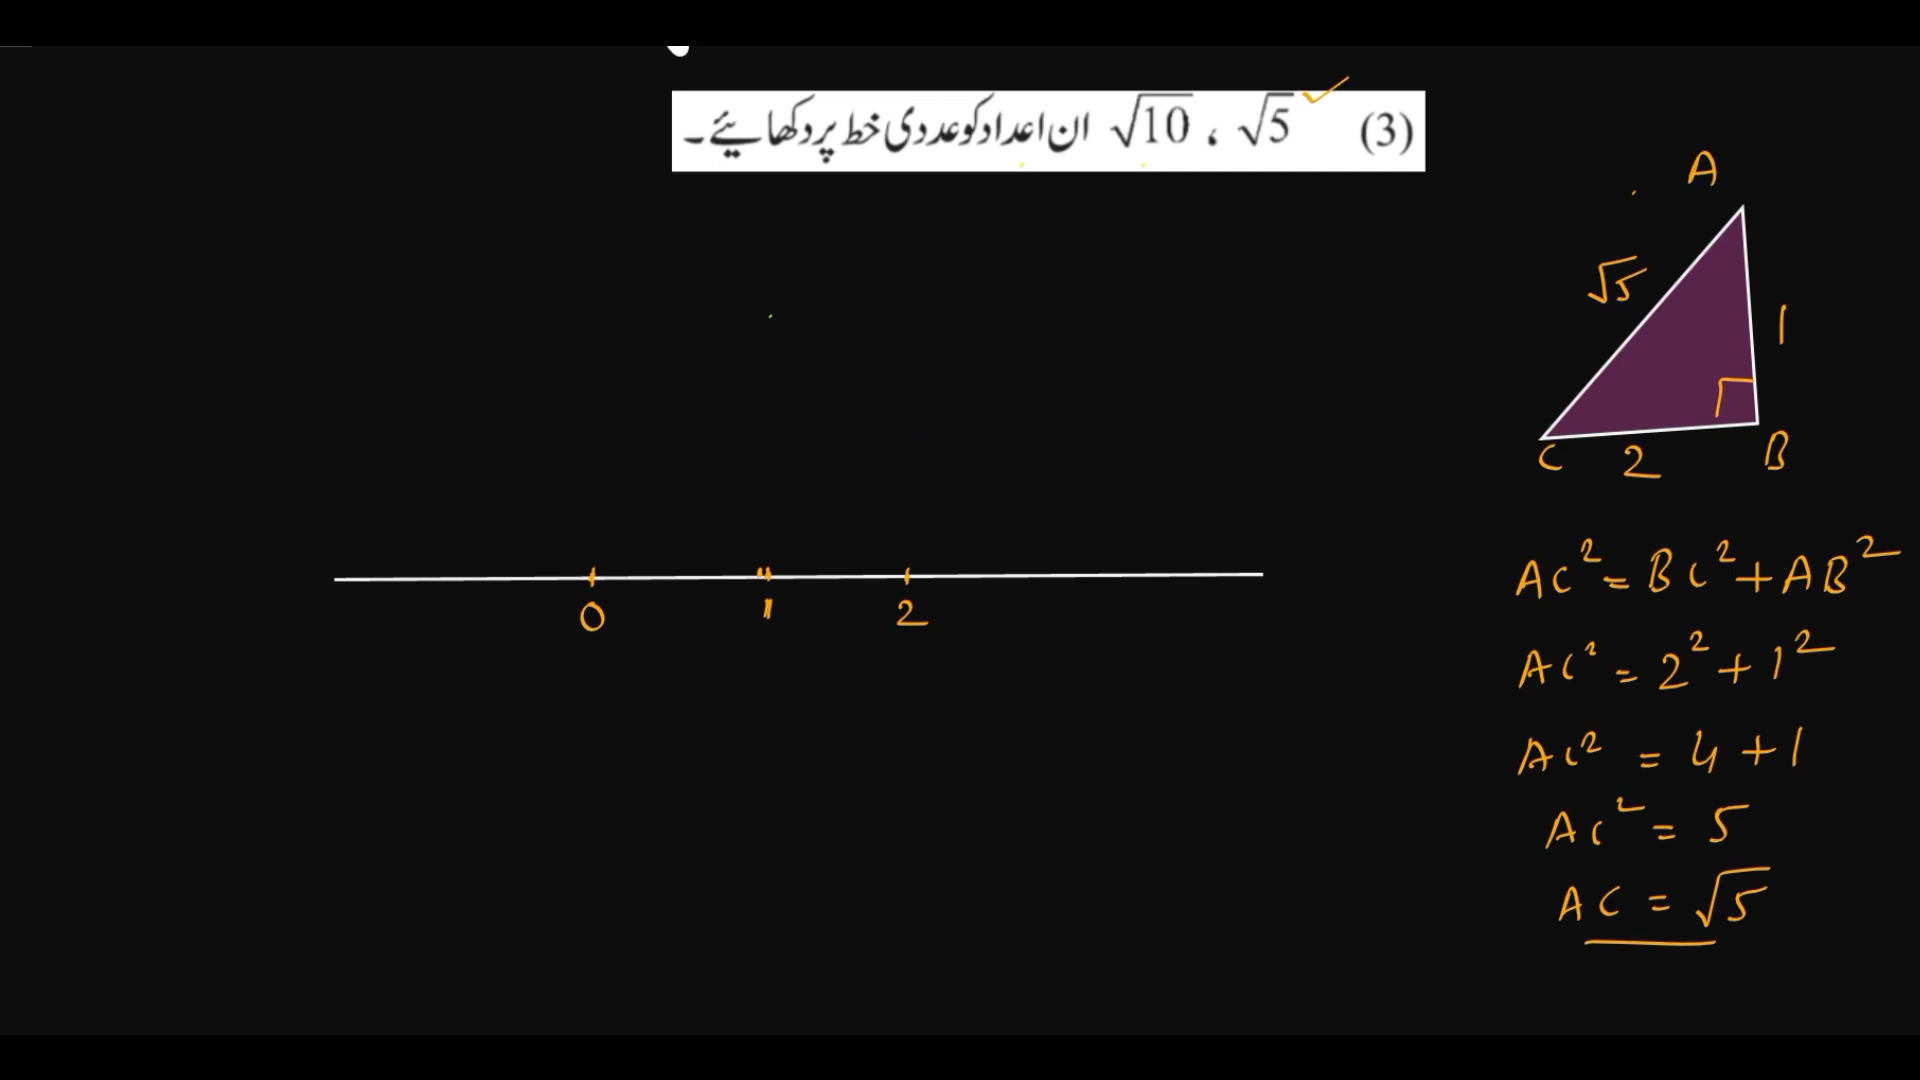 (3) √5 ، √10 ان اعداد کو عددی خط پر دکھائیے۔
A
√5
1
C 2 B
0 1 2
AC² = BC² + AB²
AC² = 2² + 1²
AC² = 4 + 1
AC² = 5
AC = √5